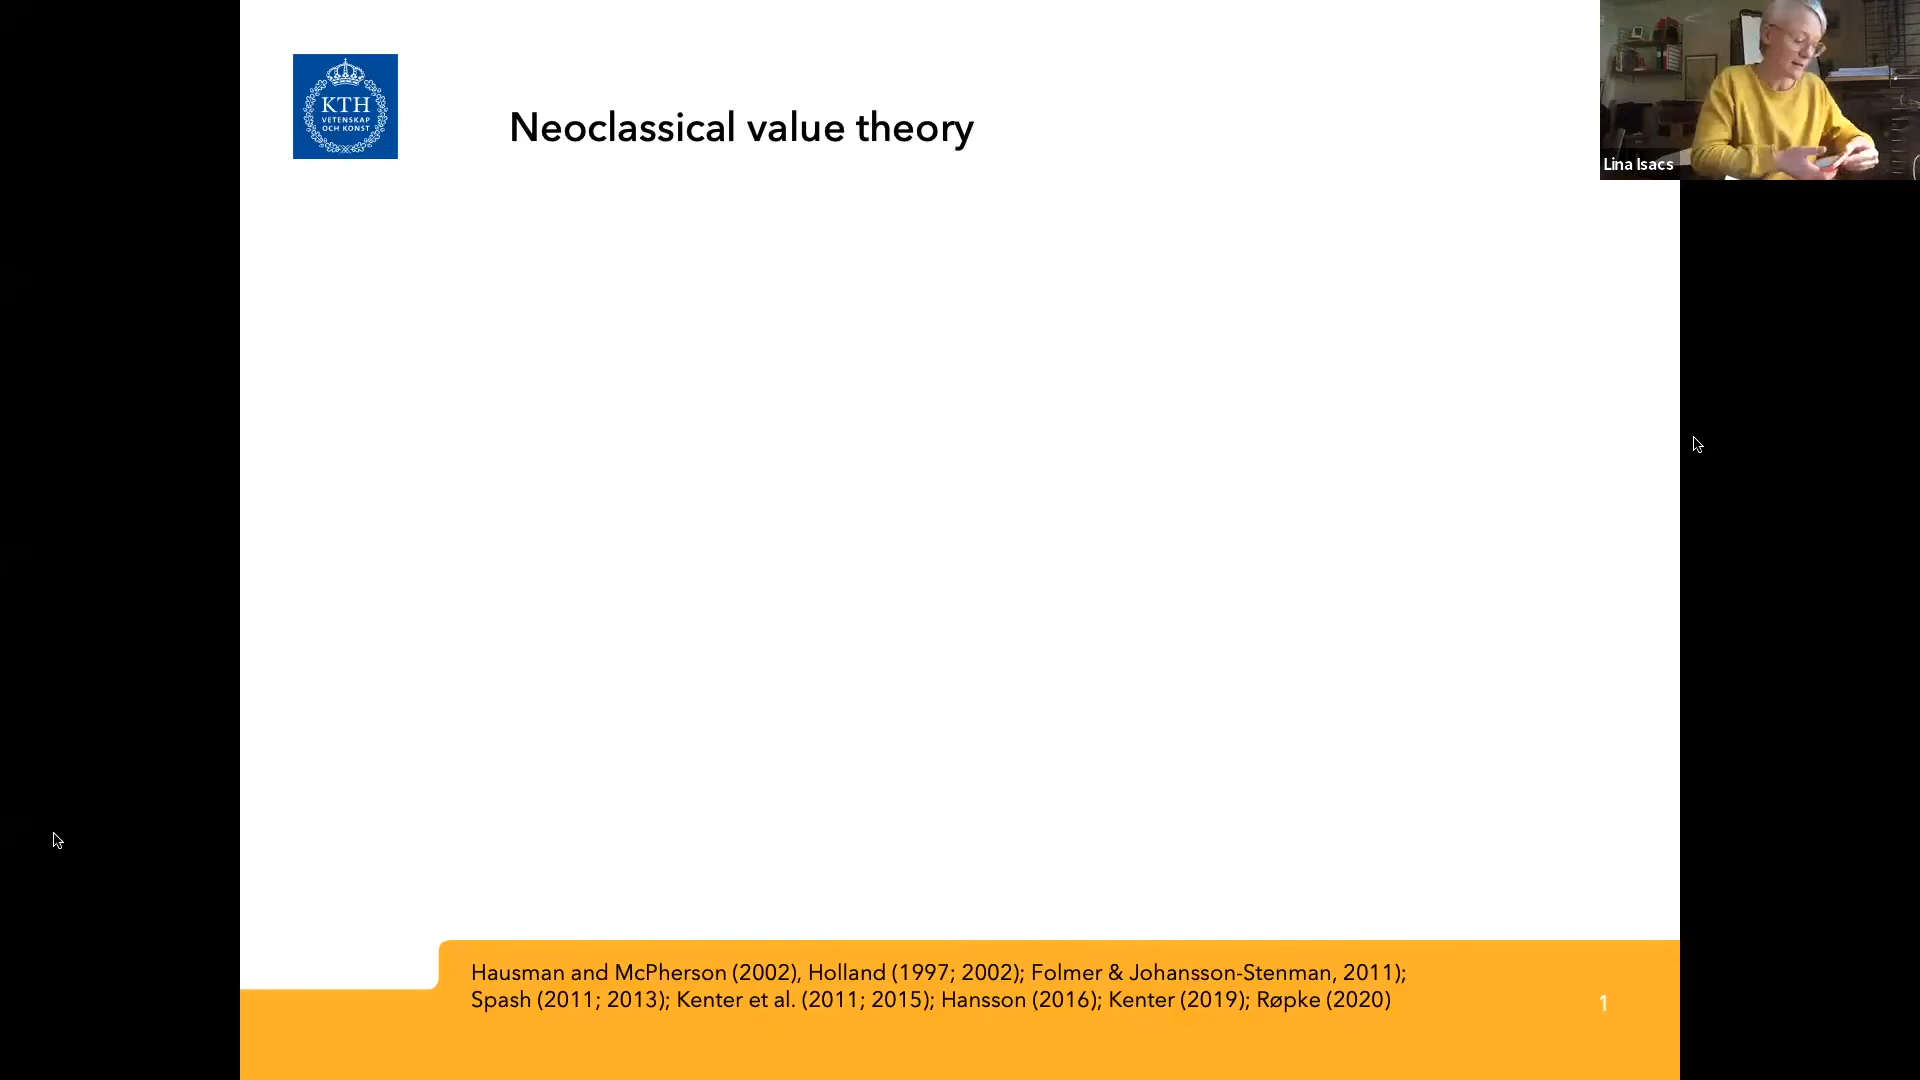 KTH
VETENSKAP
OCH KONST
Neoclassical value theory
Lina Isacs
Hausman and McPherson (2002), Holland (1997; 2002); Folmer & Johansson-Stenman, 2011);
Spash (2011; 2013); Kenter et al. (2011; 2015); Hansson (2016); Kenter (2019); Røpke (2020)
1